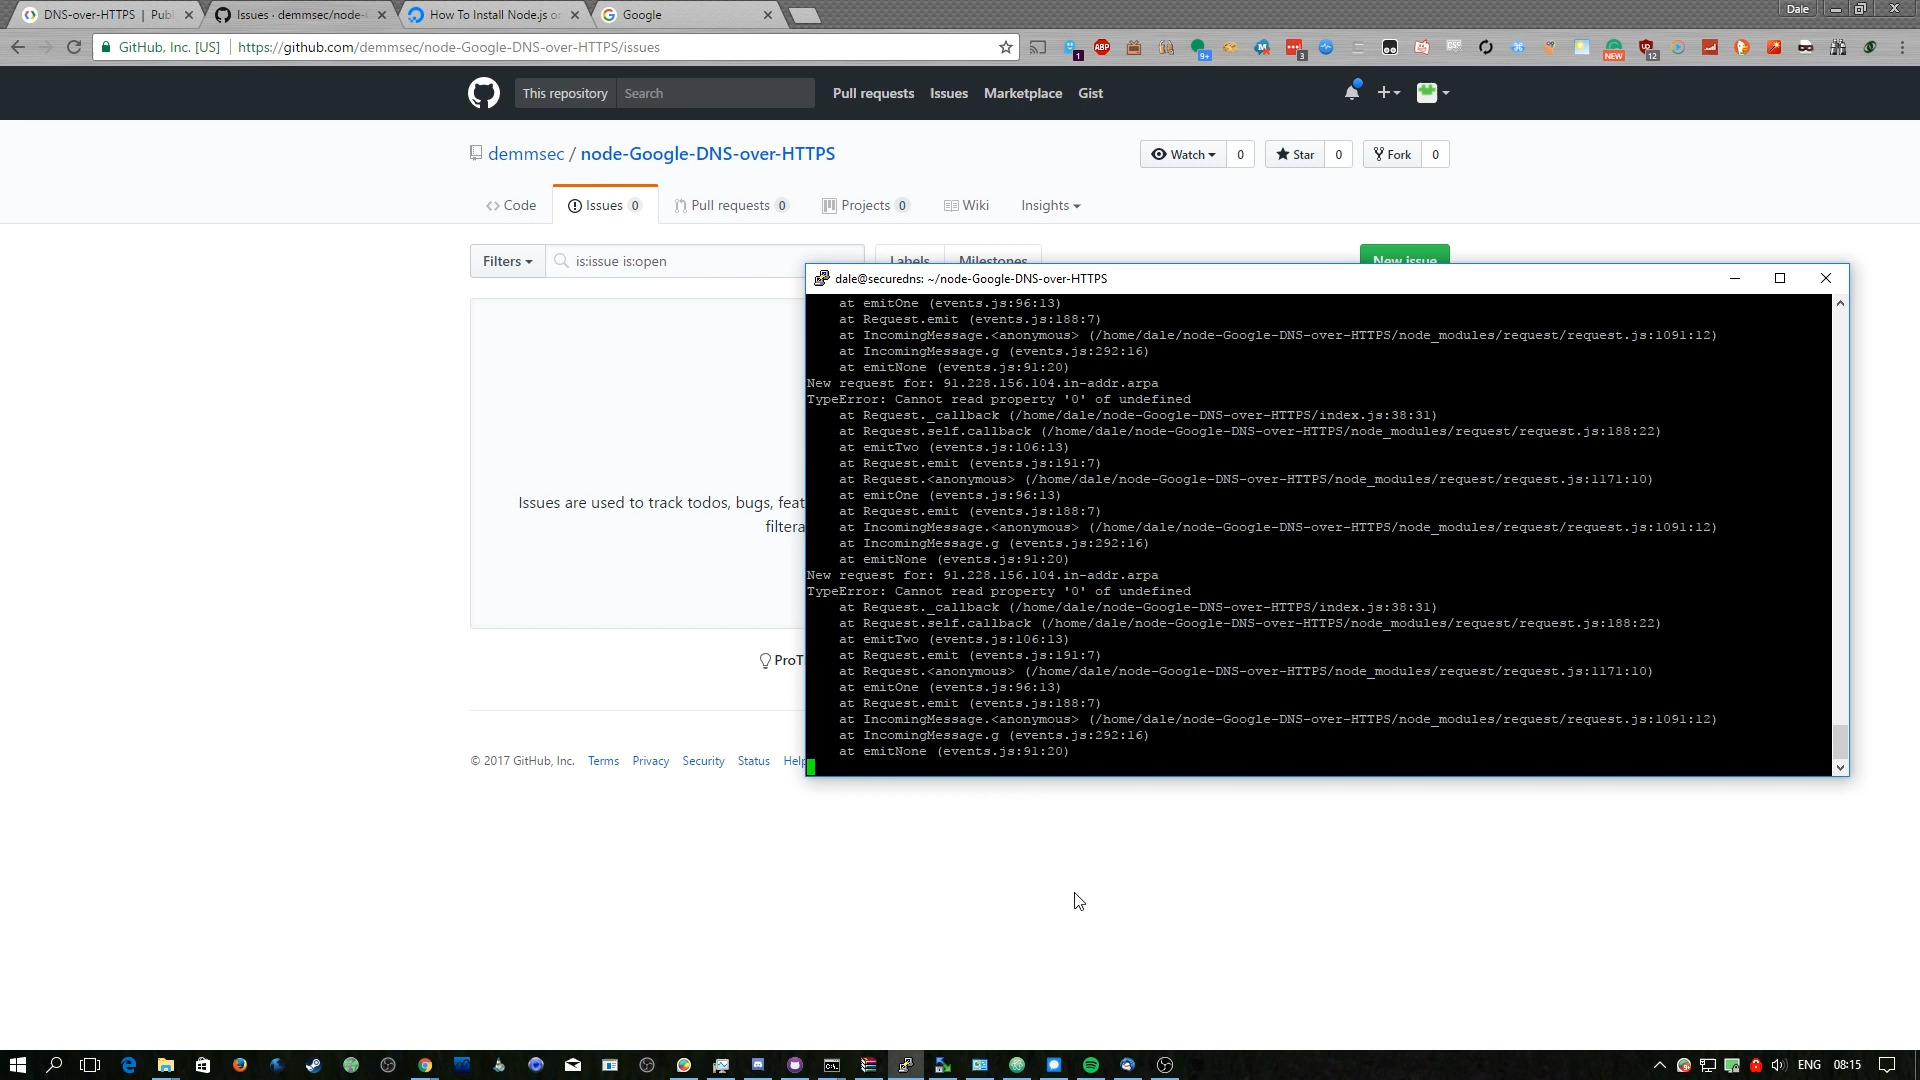 DNS-over-HTTPS | Pub
Issues · demmsec/node-
How To Install Node.js o
Google
Dale
GitHub, Inc. [US]
https://github.com/demmsec/node-Google-DNS-over-HTTPS/issues
1
ABP
9+
3
NEW
12
This repository
Search
Pull requests
Issues
Marketplace
Gist
demmsec / node-Google-DNS-over-HTTPS
Watch
0
Star
0
Fork
0
Code
Issues 0
Pull requests 0
Projects 0
Wiki
Insights
Filters
is:issue is:open
Labels
Milestones
New issue
Issues are used to track todos, bugs, feat
filtera
ProT
© 2017 GitHub, Inc.
Terms
Privacy
Security
Status
Help
dale@securedns: ~/node-Google-DNS-over-HTTPS
at emitOne (events.js:96:13)
at Request.emit (events.js:188:7)
at IncomingMessage.<anonymous> (/home/dale/node-Google-DNS-over-HTTPS/node_modules/request/request.js:1091:12)
at IncomingMessage.g (events.js:292:16)
at emitNone (events.js:91:20)
New request for: 91.228.156.104.in-addr.arpa
TypeError: Cannot read property '0' of undefined
at Request._callback (/home/dale/node-Google-DNS-over-HTTPS/index.js:38:31)
at Request.self.callback (/home/dale/node-Google-DNS-over-HTTPS/node_modules/request/request.js:188:22)
at emitTwo (events.js:106:13)
at Request.emit (events.js:191:7)
at Request.<anonymous> (/home/dale/node-Google-DNS-over-HTTPS/node_modules/request/request.js:1171:10)
at emitOne (events.js:96:13)
at Request.emit (events.js:188:7)
at IncomingMessage.<anonymous> (/home/dale/node-Google-DNS-over-HTTPS/node_modules/request/request.js:1091:12)
at IncomingMessage.g (events.js:292:16)
at emitNone (events.js:91:20)
New request for: 91.228.156.104.in-addr.arpa
TypeError: Cannot read property '0' of undefined
at Request._callback (/home/dale/node-Google-DNS-over-HTTPS/index.js:38:31)
at Request.self.callback (/home/dale/node-Google-DNS-over-HTTPS/node_modules/request/request.js:188:22)
at emitTwo (events.js:106:13)
at Request.emit (events.js:191:7)
at Request.<anonymous> (/home/dale/node-Google-DNS-over-HTTPS/node_modules/request/request.js:1171:10)
at emitOne (events.js:96:13)
at Request.emit (events.js:188:7)
at IncomingMessage.<anonymous> (/home/dale/node-Google-DNS-over-HTTPS/node_modules/request/request.js:1091:12)
at IncomingMessage.g (events.js:292:16)
at emitNone (events.js:91:20)
ENG
08:15